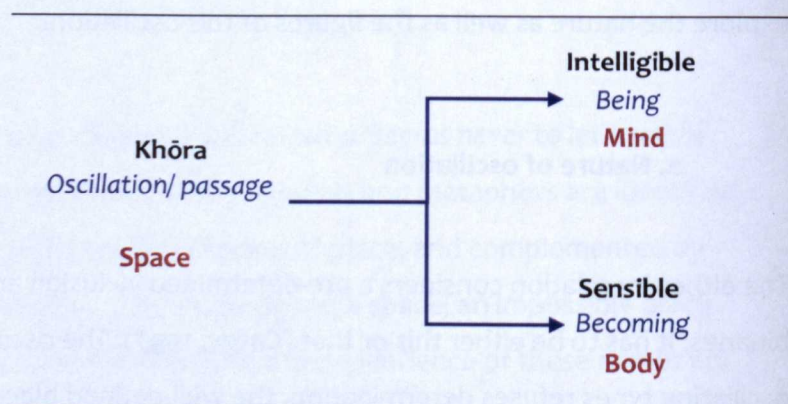 Intelligible
Being
Mind
Khōra
Oscillation/ passage
Space
Sensible
Becoming
Body